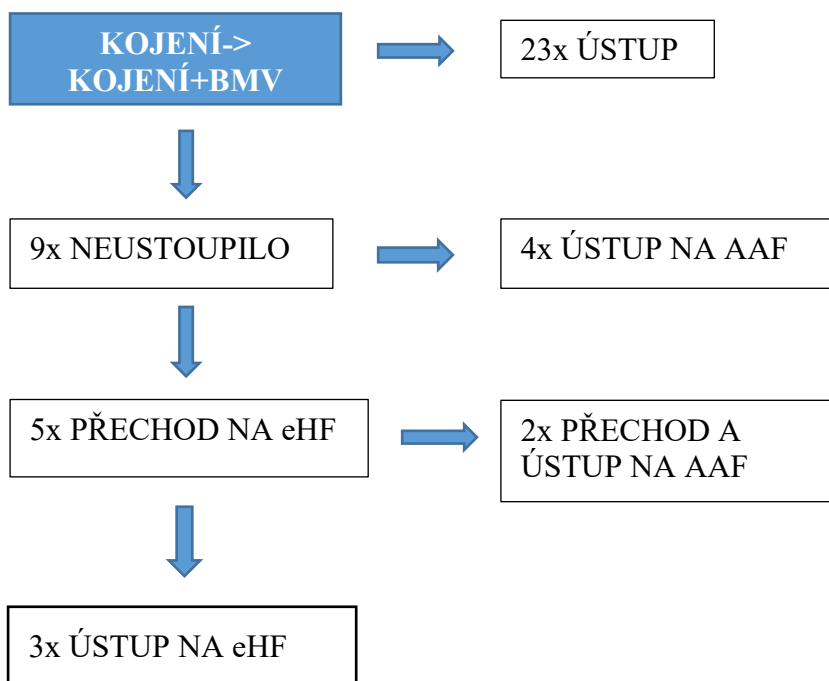 KOJENÍ->
KOJENÍ+BMV
23x ÚSTUP
9x NEUSTOUPILO
4x ÚSTUP NA AAF
5x PŘECHOD NA eHF
2x PŘECHOD A
ÚSTUP NA AAF
3x ÚSTUP NA eHF